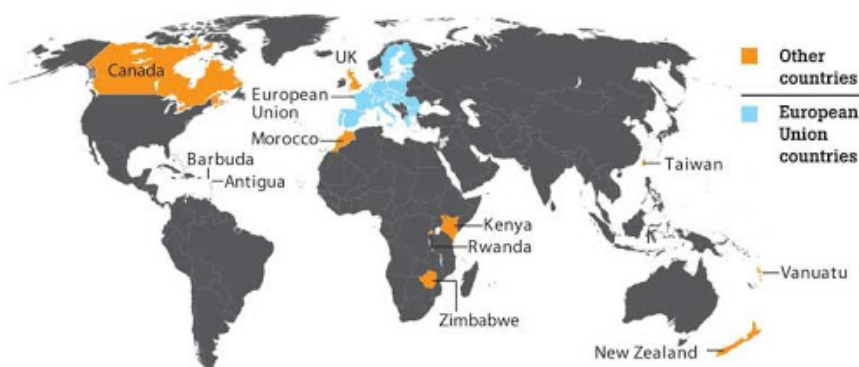 Canada
UK
European
Union
Morocco
Barbuda
Antigua
Kenya
Rwanda
Zimbabwe
Taiwan
Vanuatu
New Zealand
Other
countries
European
Union
countries